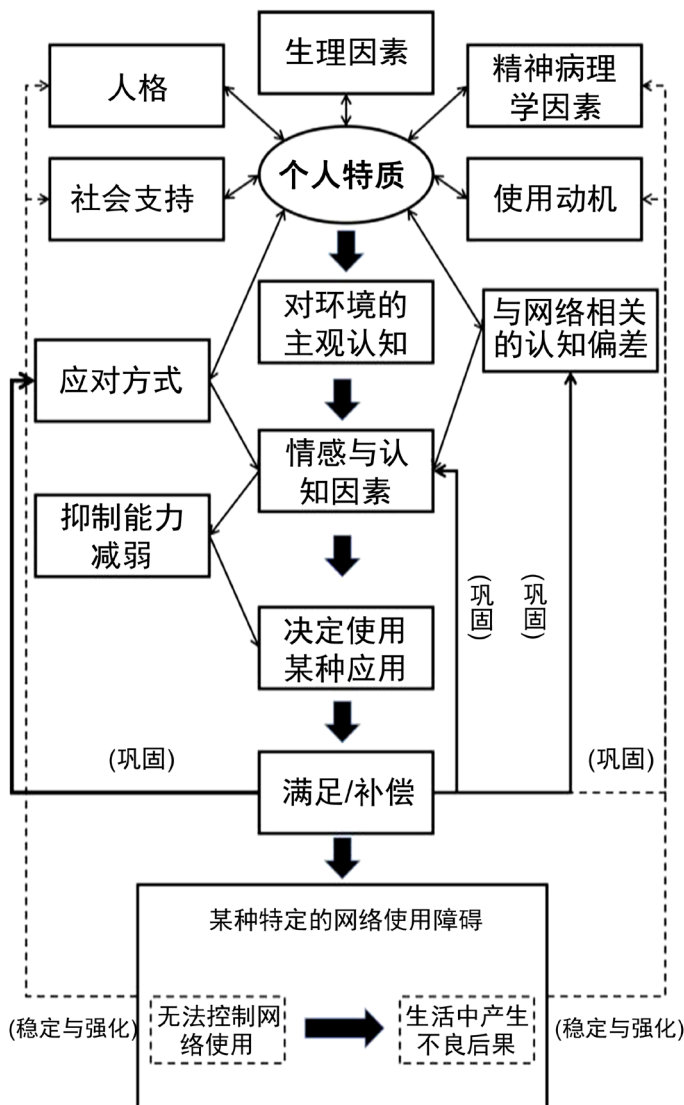 生理因素
人格
精神病理
学因素
个人特质
社会支持
使用动机
对环境的
主观认知
与网络相关
的认知偏差
应对方式
情感与认
知因素
抑制能力
减弱
(巩固)
(巩固)
决定使用
某种应用
(巩固)
满足/补偿
(巩固)
某种特定的网络使用障碍
(稳定与强化)
无法控制网
络使用
生活中产生
不良后果
(稳定与强化)